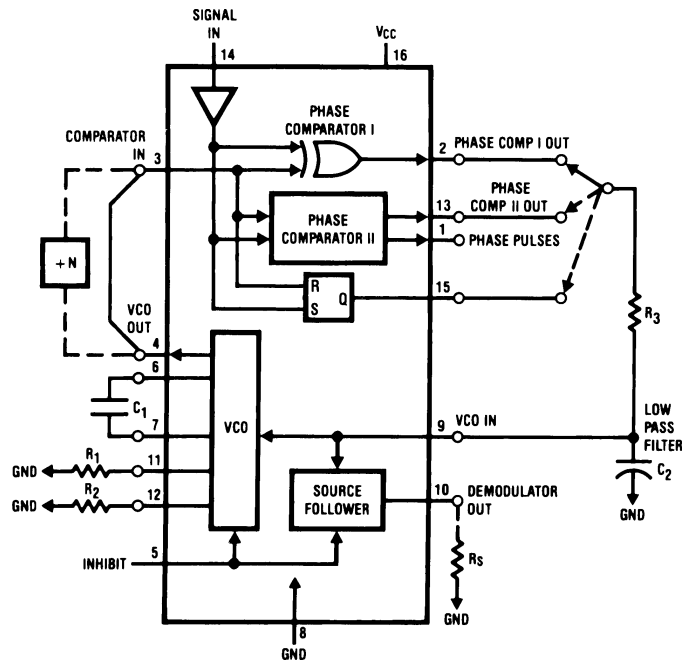 SIGNAL
IN
14
VCC
16
PHASE
COMPARATOR I
COMPARATOR
IN
3
2
PHASE COMP I OUT
PHASE
COMP II OUT
13
1
PHASE PULSES
PHASE
COMPARATOR II
+N
R
S
Q
15
R3
VCO
OUT
4
6
C1
7
VCO
9
VCO IN
LOW
PASS
FILTER
C2
GND
R1
11
GND
R2
12
GND
SOURCE
FOLLOWER
10
DEMODULATOR
OUT
RS
GND
5
INHIBIT
8
GND